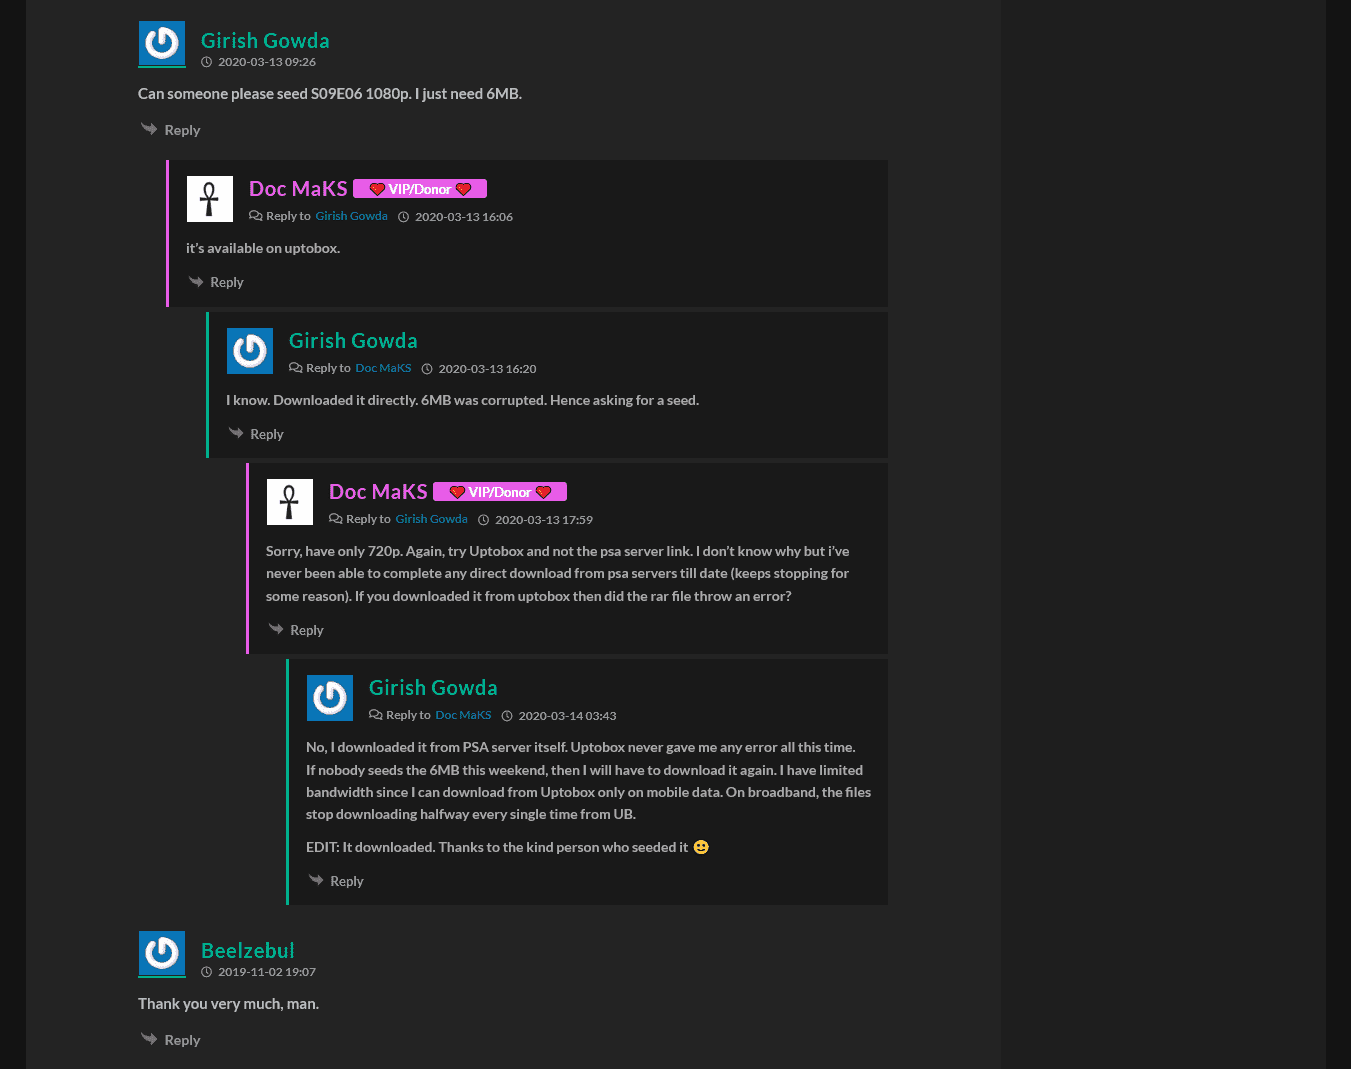 Girish Gowda
2020-03-13 09:26
Can someone please seed S09E06 1080p. I just need 6MB.
Reply
Doc MaKS VIP/Donor
Reply to Girish Gowda 2020-03-13 16:06
it's available on uptobox.
Reply
Girish Gowda
Reply to Doc MaKS 2020-03-13 16:20
I know. Downloaded it directly. 6MB was corrupted. Hence asking for a seed.
Reply
Doc MaKS VIP/Donor
Reply to Girish Gowda 2020-03-13 17:59
Sorry, have only 720p. Again, try Uptobox and not the psa server link. I don't know why but i've
never been able to complete any direct download from psa servers till date (keeps stopping for
some reason). If you downloaded it from uptobox then did the rar file throw an error?
Reply
Girish Gowda
Reply to Doc MaKS 2020-03-14 03:43
No, I downloaded it from PSA server itself. Uptobox never gave me any error all this time.
If nobody seeds the 6MB this weekend, then I will have to download it again. I have limited
bandwidth since I can download from Uptobox only on mobile data. On broadband, the files
stop downloading halfway every single time from UB.
EDIT: It downloaded. Thanks to the kind person who seeded it 🙂
Reply
Beelzebul
2019-11-02 19:07
Thank you very much, man.
Reply